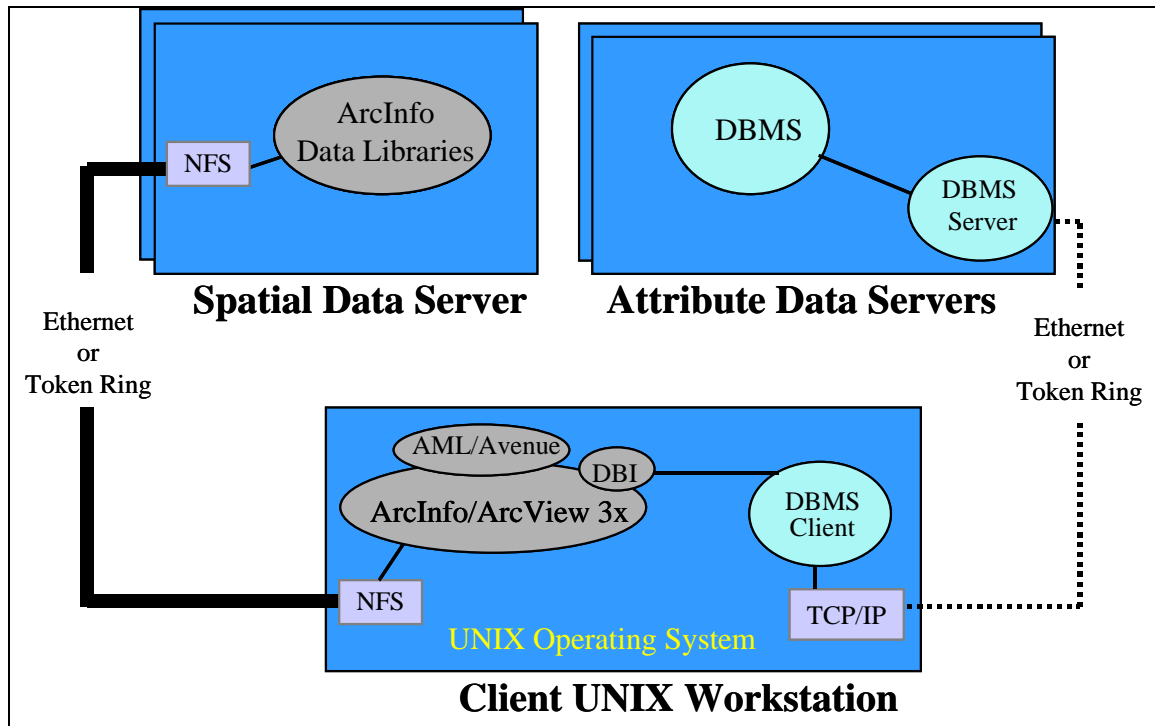 ArcInfo
Data Libraries
NFS
Spatial Data Server
DBMS
DBMS
Server
Attribute Data Servers
Ethernet
or
Token Ring
Ethernet
or
Token Ring
AML/Avenue
DBI
ArcInfo/ArcView 3x
DBMS
Client
NFS
TCP/IP
UNIX Operating System
Client UNIX Workstation